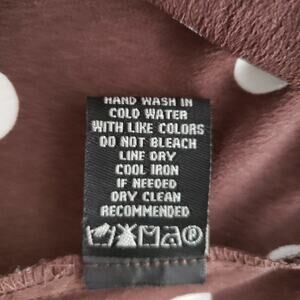 HAND WASH IN
COLD WATER
WITH LIKE COLORS
DO NOT BLEACH
LINE DRY
COOL IRON
IF NEEDED
DRY CLEAN
RECOMMENDED